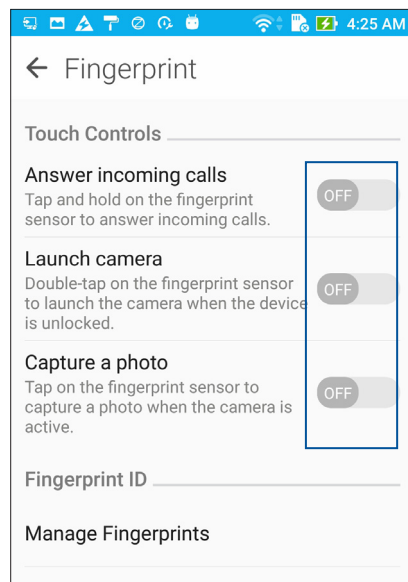 4:25 AM
Fingerprint
Touch Controls
Answer incoming calls
Tap and hold on the fingerprint
sensor to answer incoming calls.
OFF
Launch camera
Double-tap on the fingerprint sensor
to launch the camera when the device
is unlocked.
OFF
Capture a photo
Tap on the fingerprint sensor to
capture a photo when the camera is
active.
OFF
Fingerprint ID
Manage Fingerprints